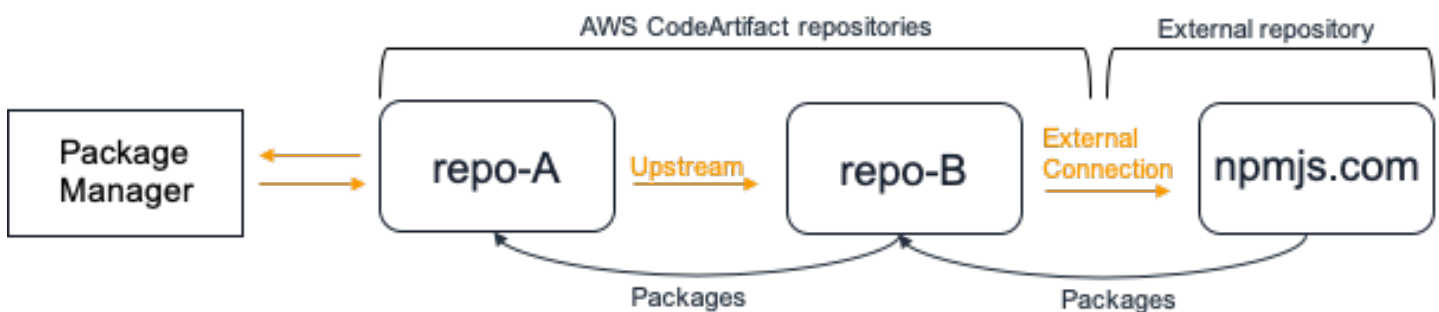 AWS CodeArtifact repositories
External repository
Package
Manager
repo-A
Upstream
repo-B
External
Connection
npmjs.com
Packages
Packages